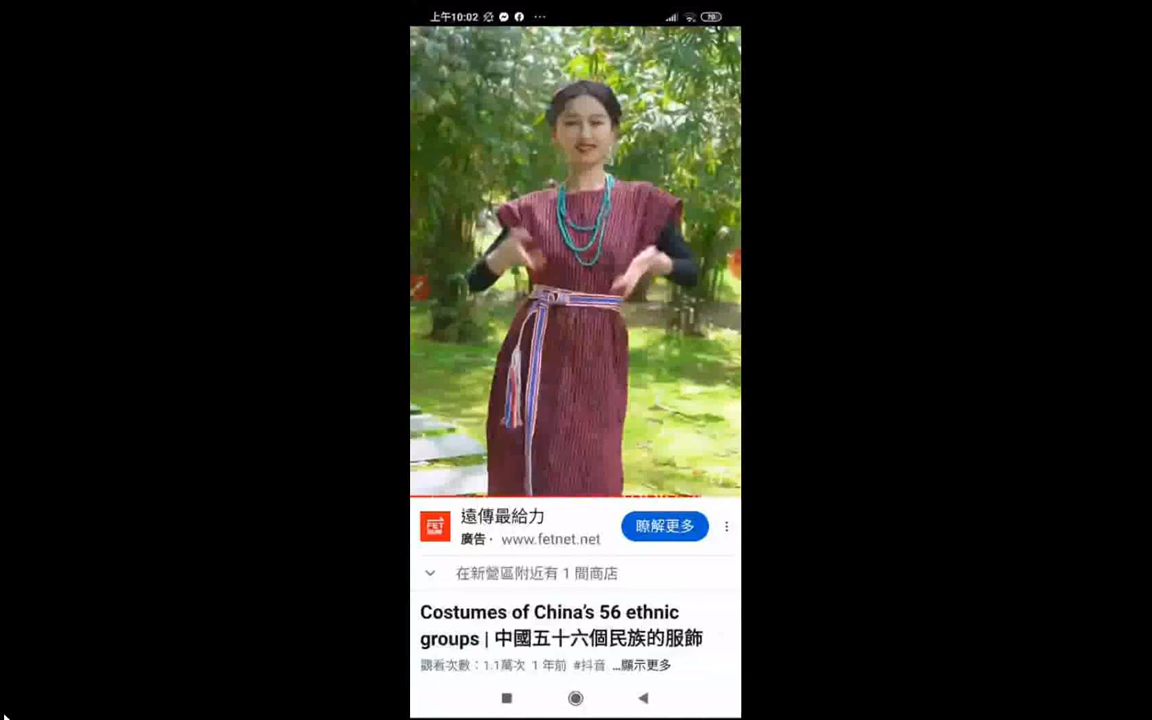 上午10:02
70
遠傳最給力
FET
廣告· www.fetnet.net
瞭解更多
在新營區附近有 1 間商店
Costumes of China's 56 ethnic
groups | 中國五十六個民族的服飾
觀看次數：1.1萬次 1 年前 #抖音 ...顯示更多